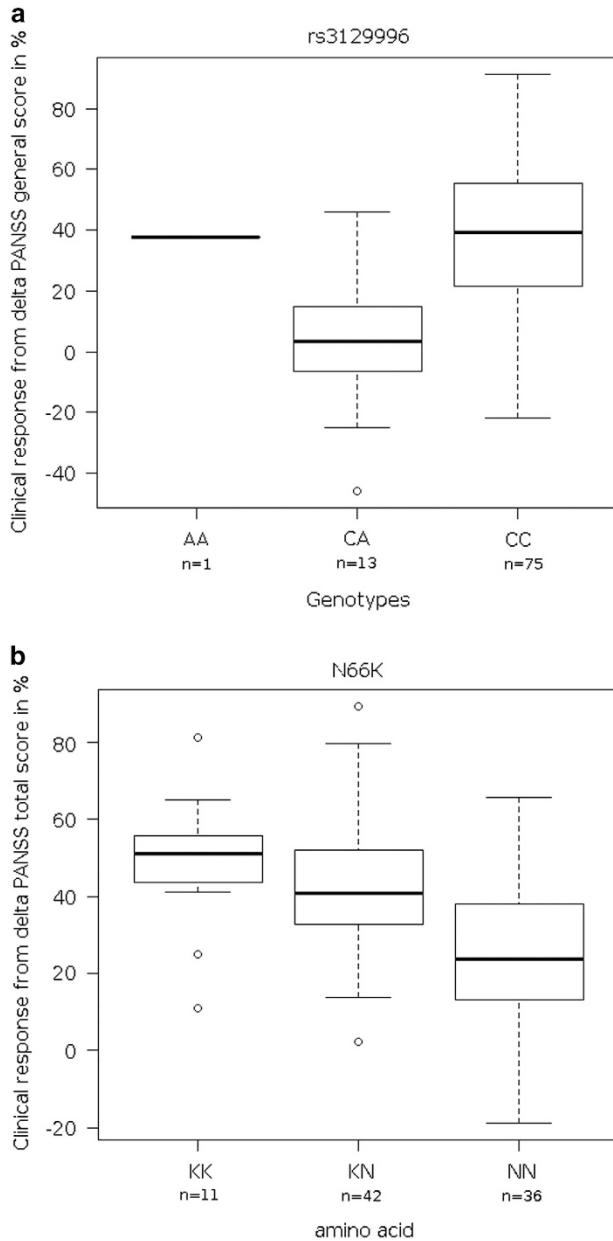 a
rs3129996
Clinical response from delta PANSS general score in %
80
60
40
20
0
-20
-40
AA CA CC
n=1 n=13 n=75
Genotypes
b
N66K
Clinical response from delta PANSS total score in %
80
60
40
20
0
-20
KK KN NN
n=11 n=42 n=36
amino acid